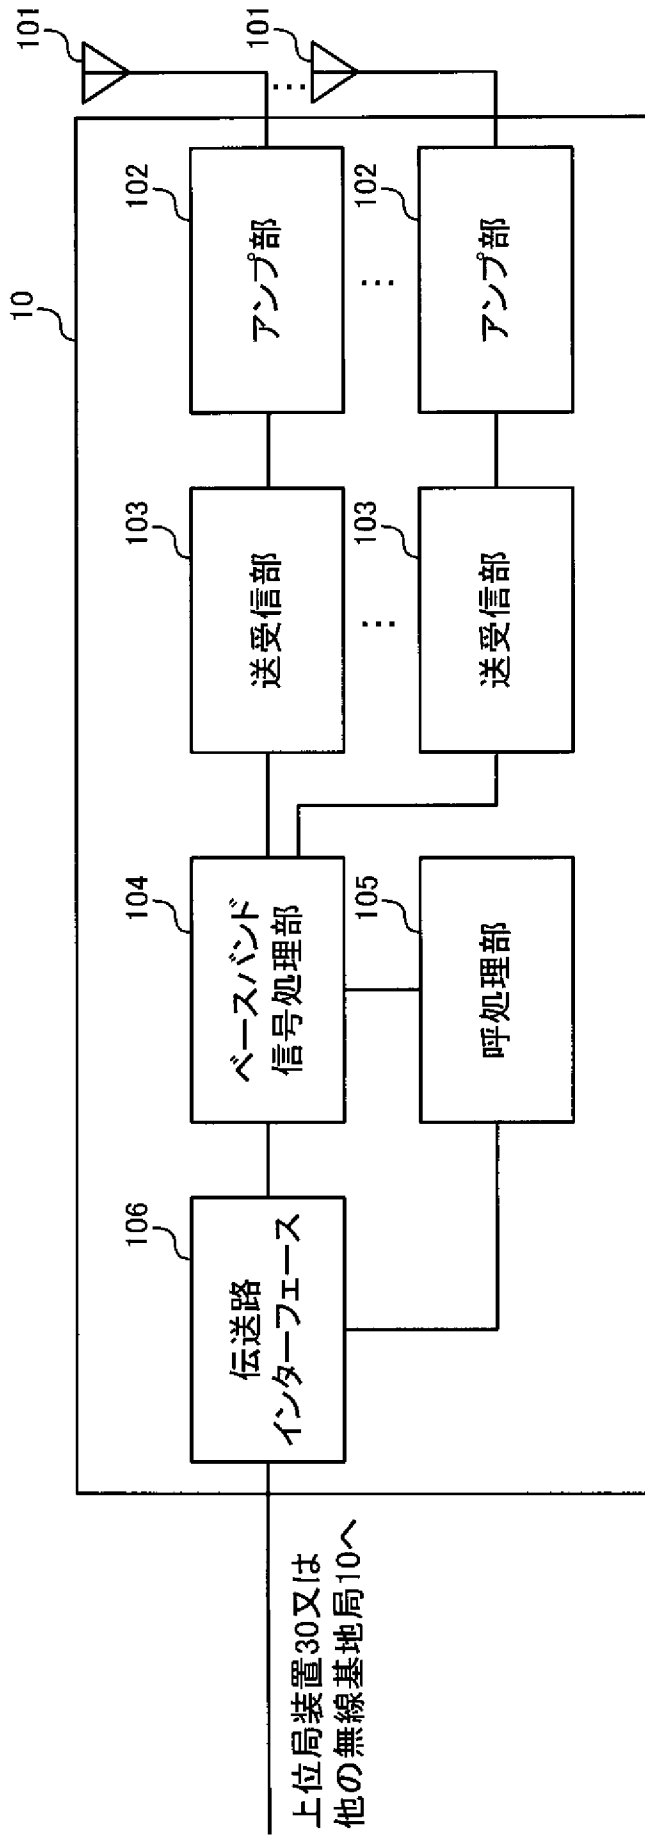 10
101
101
102
アンプ部
102
アンプ部
103
送受信部
103
送受信部
104
ベースバンド
信号処理部
105
呼処理部
106
伝送路
インターフェース
上位局装置30又は
他の無線基地局10へ